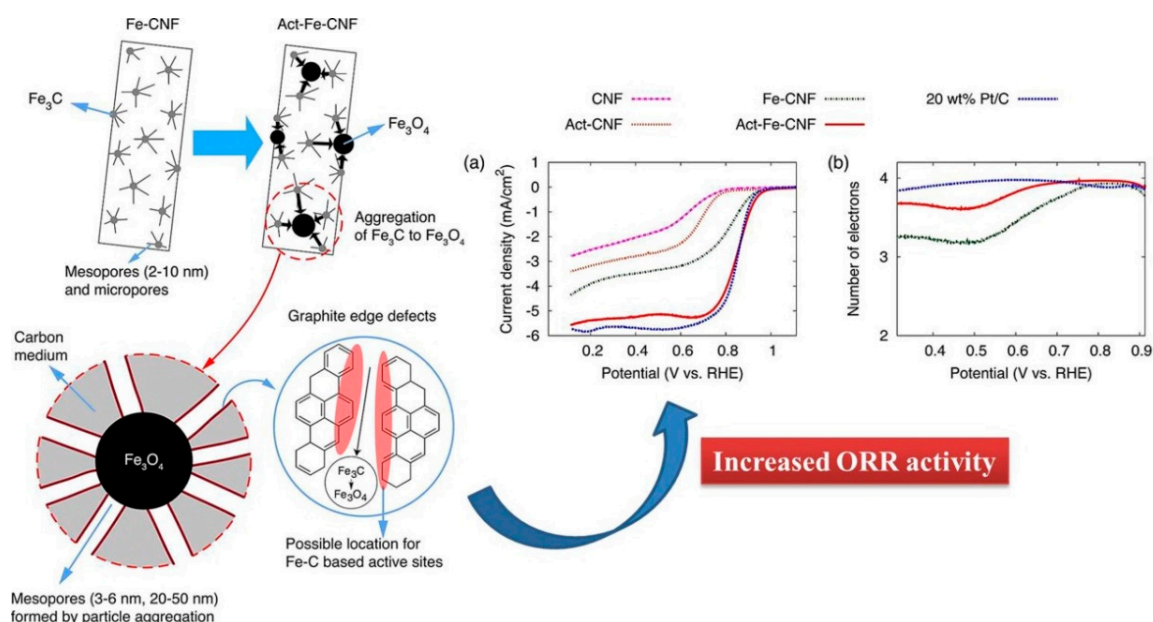 Fe-CNF
Act-Fe-CNF
Fe₃C
Fe₃O₄
Aggregation
of Fe₃C to Fe₃O₄
Mesopores (2-10 nm)
and micropores
Carbon
medium
Fe₃O₄
Mesopores (3-6 nm, 20-50 nm)
formed by particle aggregation
Graphite edge defects
Fe₃C
Fe₃O₄
Possible location for
Fe-C based active sites
CNF
Act-CNF
Fe-CNF
Act-Fe-CNF
20 wt% Pt/C
(a)
Current density (mA/cm²)
1
0
-1
-2
-3
-4
-5
-6
0.2 0.4 0.6 0.8 1
Potential (V vs. RHE)
(b)
Number of electrons
4
3
2
0.4 0.5 0.6 0.7 0.8 0.9
Potential (V vs. RHE)
Increased ORR activity